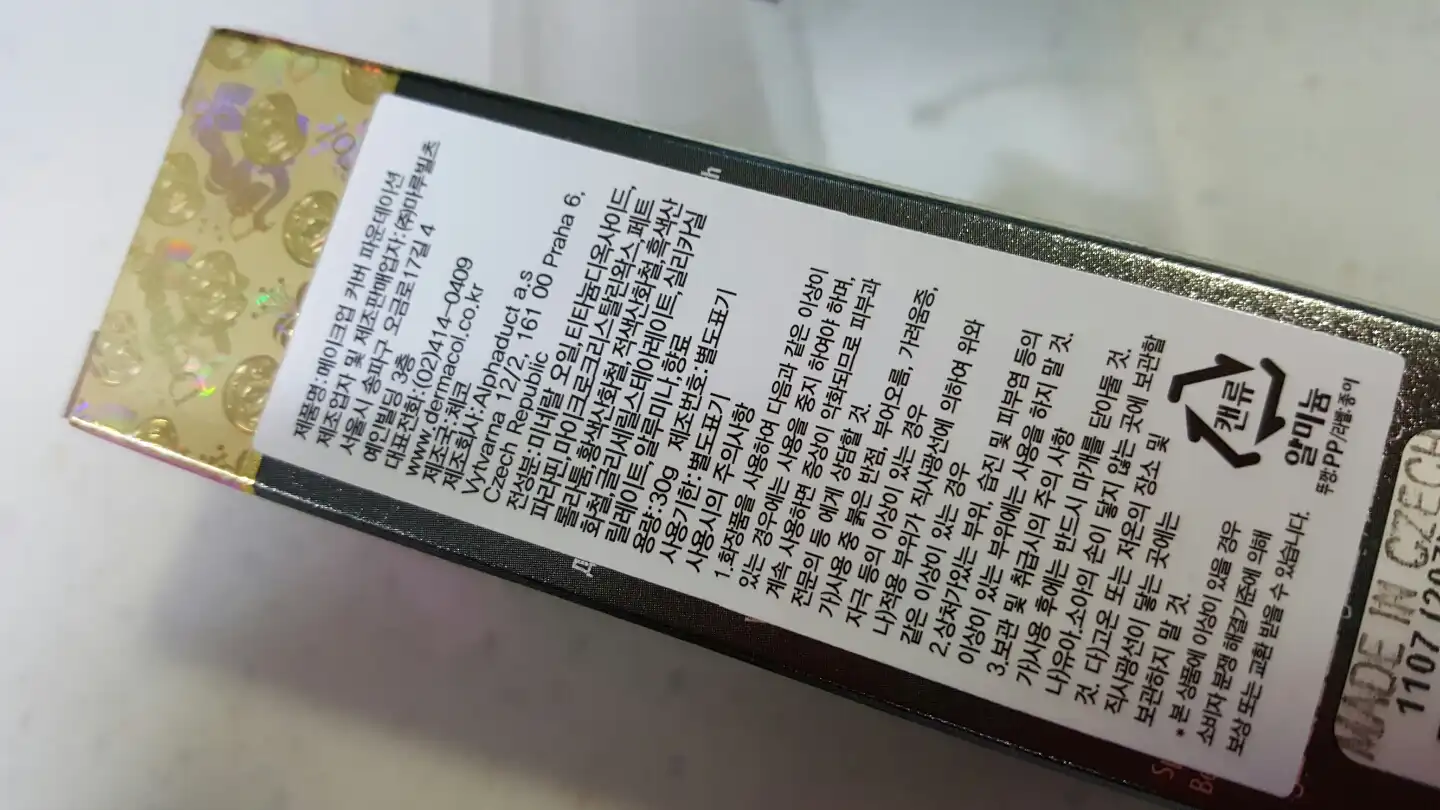 제품명:메이크업 커버 파운데이션
제조업자 및 제조판매업자:(주)마루빌츠
서울시 송파구 오금로17길 4
예인빌딩 3층
대표전화:(02)414-0409
www.dermacol.co.kr
제조국:체코
제조회사:Alphaduct a.s
Vytvarna 12/2, 161 00 Praha 6,
Czech Republic
전성분:미네랄 오일,티타늄디옥사이드,
파라핀,마이크로크리스탈린왁스,페트
롤라툼,황색산화철,적색산화철,흑색산
화철,글리세릴스테아레이트,실리카실
릴레이트,알루미나,향료
용량:30g 제조번호:별도표기
사용기한:별도표기
사용시의 주의사항
1.화장품을 사용하여 다음과 같은 이상이
있는 경우에는 사용을 중지 하여야 하며,
계속 사용하면 증상이 악화되므로 피부과
전문의 등 에게 상담할 것.
가)사용 중 붉은 반점, 부어오름, 가려움증,
자극 등의 이상이 있는 경우
나)적용 부위가 직사광선에 의하여 위와
같은 이상이 있는 경우
2.상처가있는 부위, 습진 및 피부염 등의
이상이 있는 부위에는 사용을 하지 말 것.
3.보관 및 취급시의 주의 사항
가)사용 후에는 반드시 마개를 닫아둘 것.
나)유아.소아의 손이 닿지 않는 곳에 보관할
것. 다)고온 또는 저온의 장소 및
직사광선이 닿는 곳에는
보관하지 말 것.
* 본 상품에 이상이 있을 경우
소비자 분쟁 해결기준에 의해
보상 또는 교환 받을 수 있습니다.
캔류
알미늄
뚜껑:PP/라벨:종이
MADE IN CZECH
1107